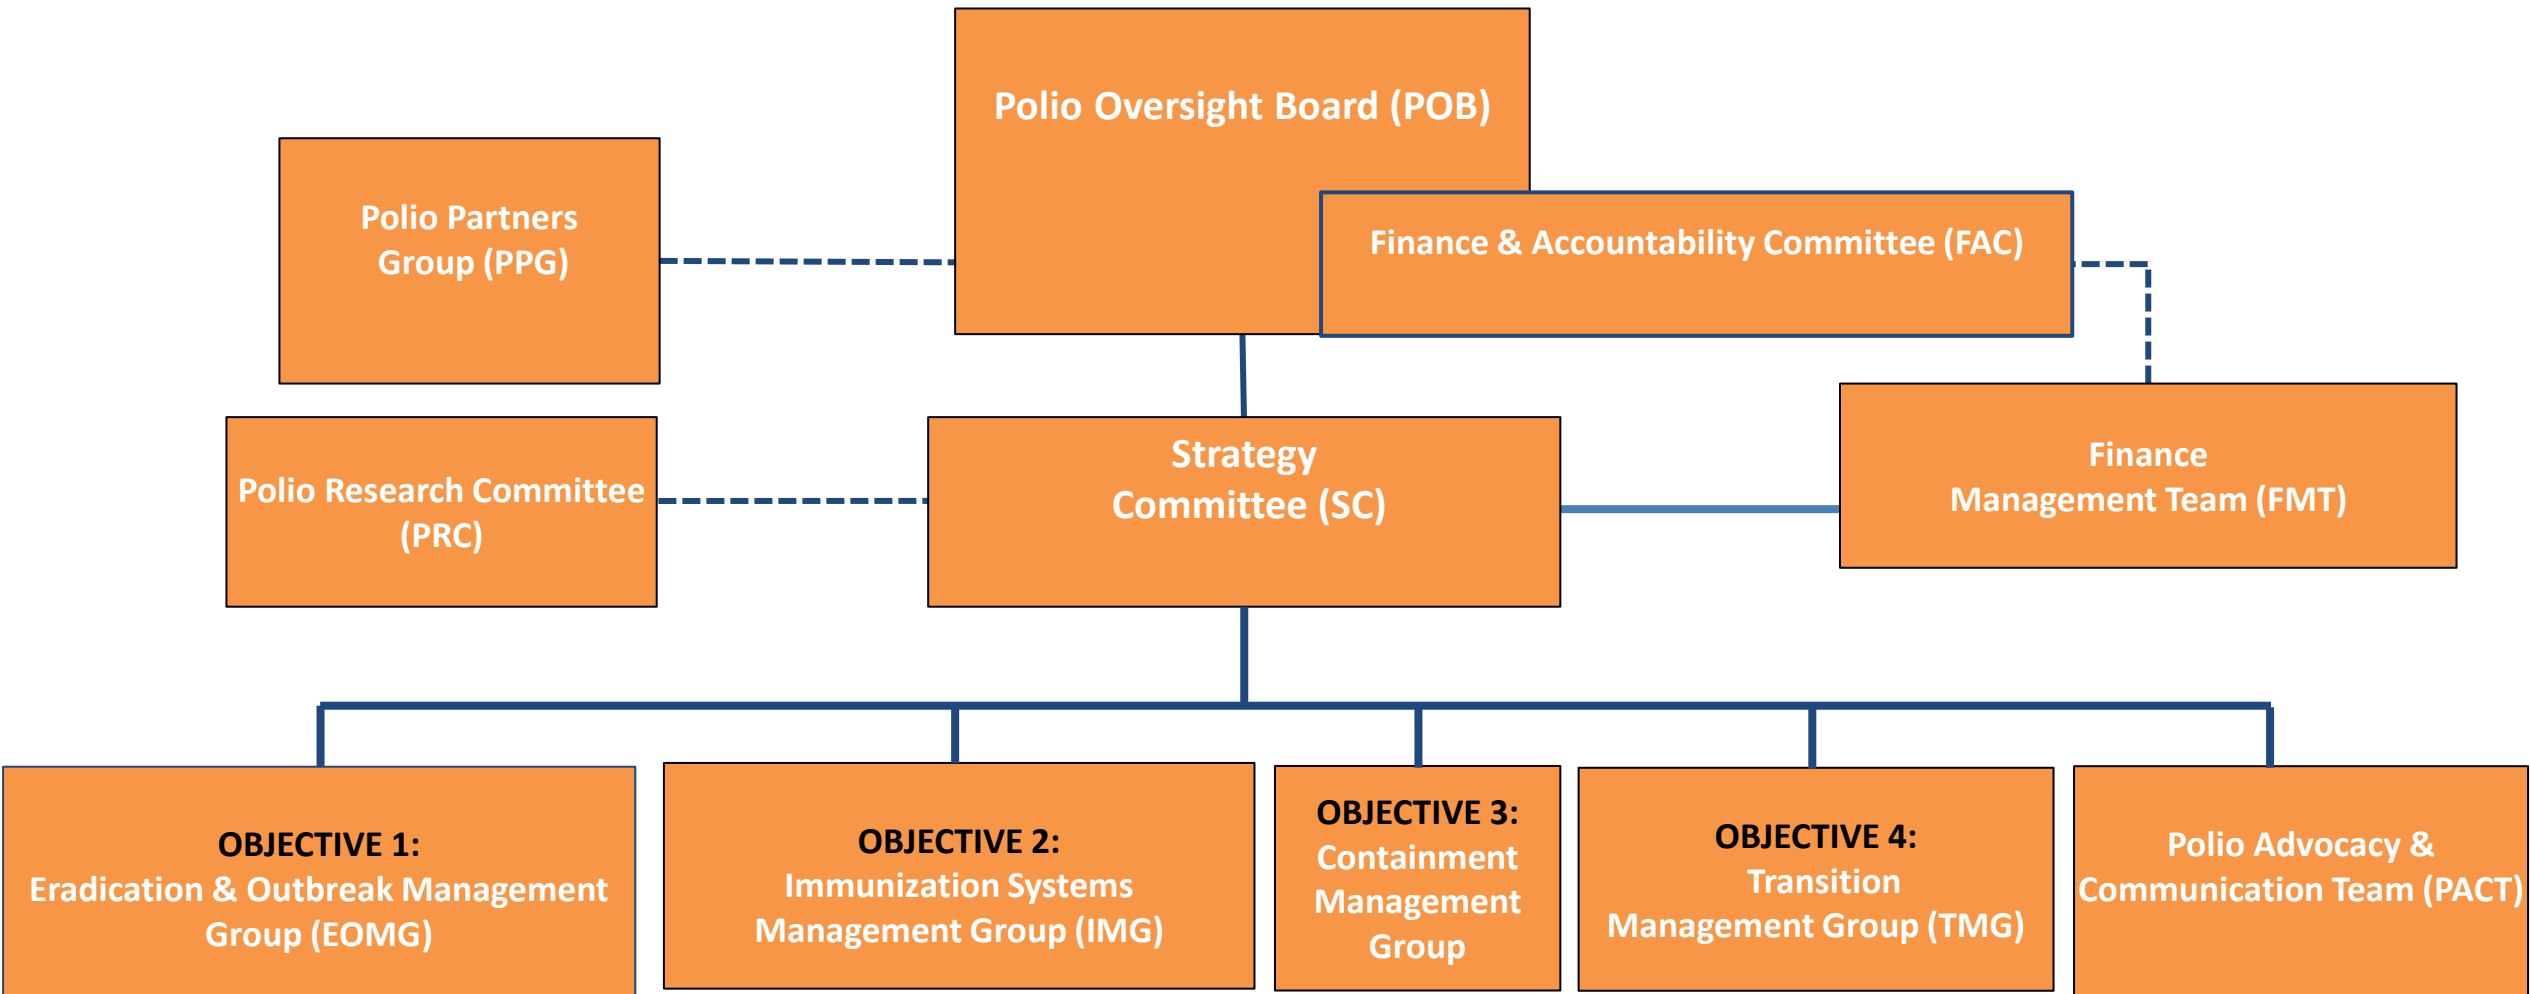 Polio Oversight Board (POB)
Polio Partners
Group (PPG)
Finance & Accountability Committee (FAC)
Polio Research Committee
(PRC)
Strategy
Committee (SC)
Finance
Management Team (FMT)
OBJECTIVE 1:
Eradication & Outbreak Management
Group (EOMG)
OBJECTIVE 2:
Immunization Systems
Management Group (IMG)
OBJECTIVE 3:
Containment
Management
Group
OBJECTIVE 4:
Transition
Management Group (TMG)
Polio Advocacy &
Communication Team (PACT)